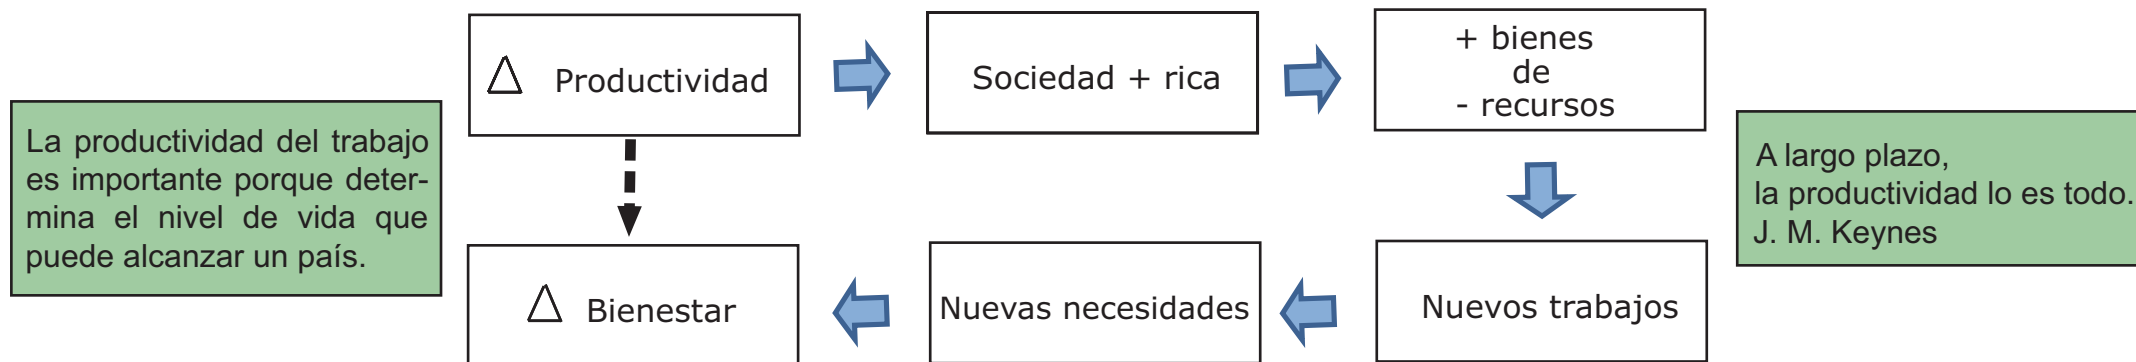 La productividad del trabajo
es importante porque deter-
mina el nivel de vida que
puede alcanzar un país.
△ Productividad
Sociedad + rica
+ bienes
de
- recursos
A largo plazo,
la productividad lo es todo.
J. M. Keynes
△ Bienestar
Nuevas necesidades
Nuevos trabajos